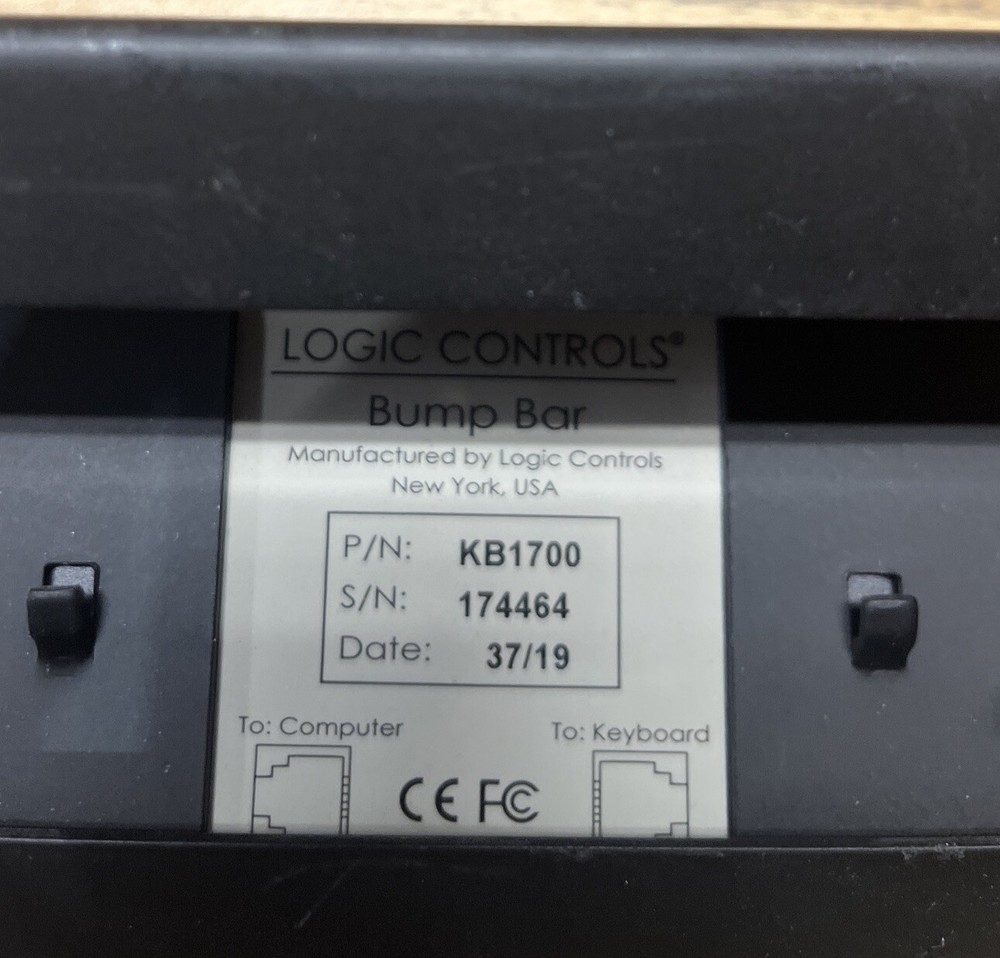 LOGIC CONTROLS®
Bump Bar
Manufactured by Logic Controls
New York, USA
P/N: KB1700
S/N: 174464
Date: 37/19
To: Computer To: Keyboard
CE FC